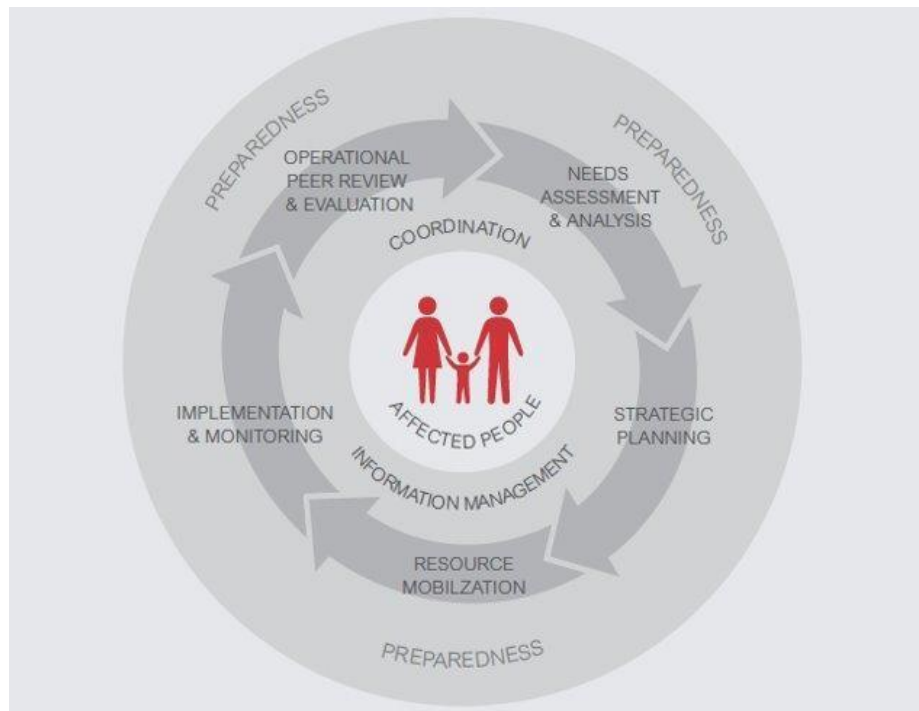 PREPAREDNESS
PREPAREDNESS
OPERATIONAL
PEER REVIEW
& EVALUATION
NEEDS
ASSESSMENT
& ANALYSIS
COORDINATION
AFFECTED PEOPLE
INFORMATION MANAGEMENT
IMPLEMENTATION
& MONITORING
STRATEGIC
PLANNING
RESOURCE
MOBILZATION
PREPAREDNESS